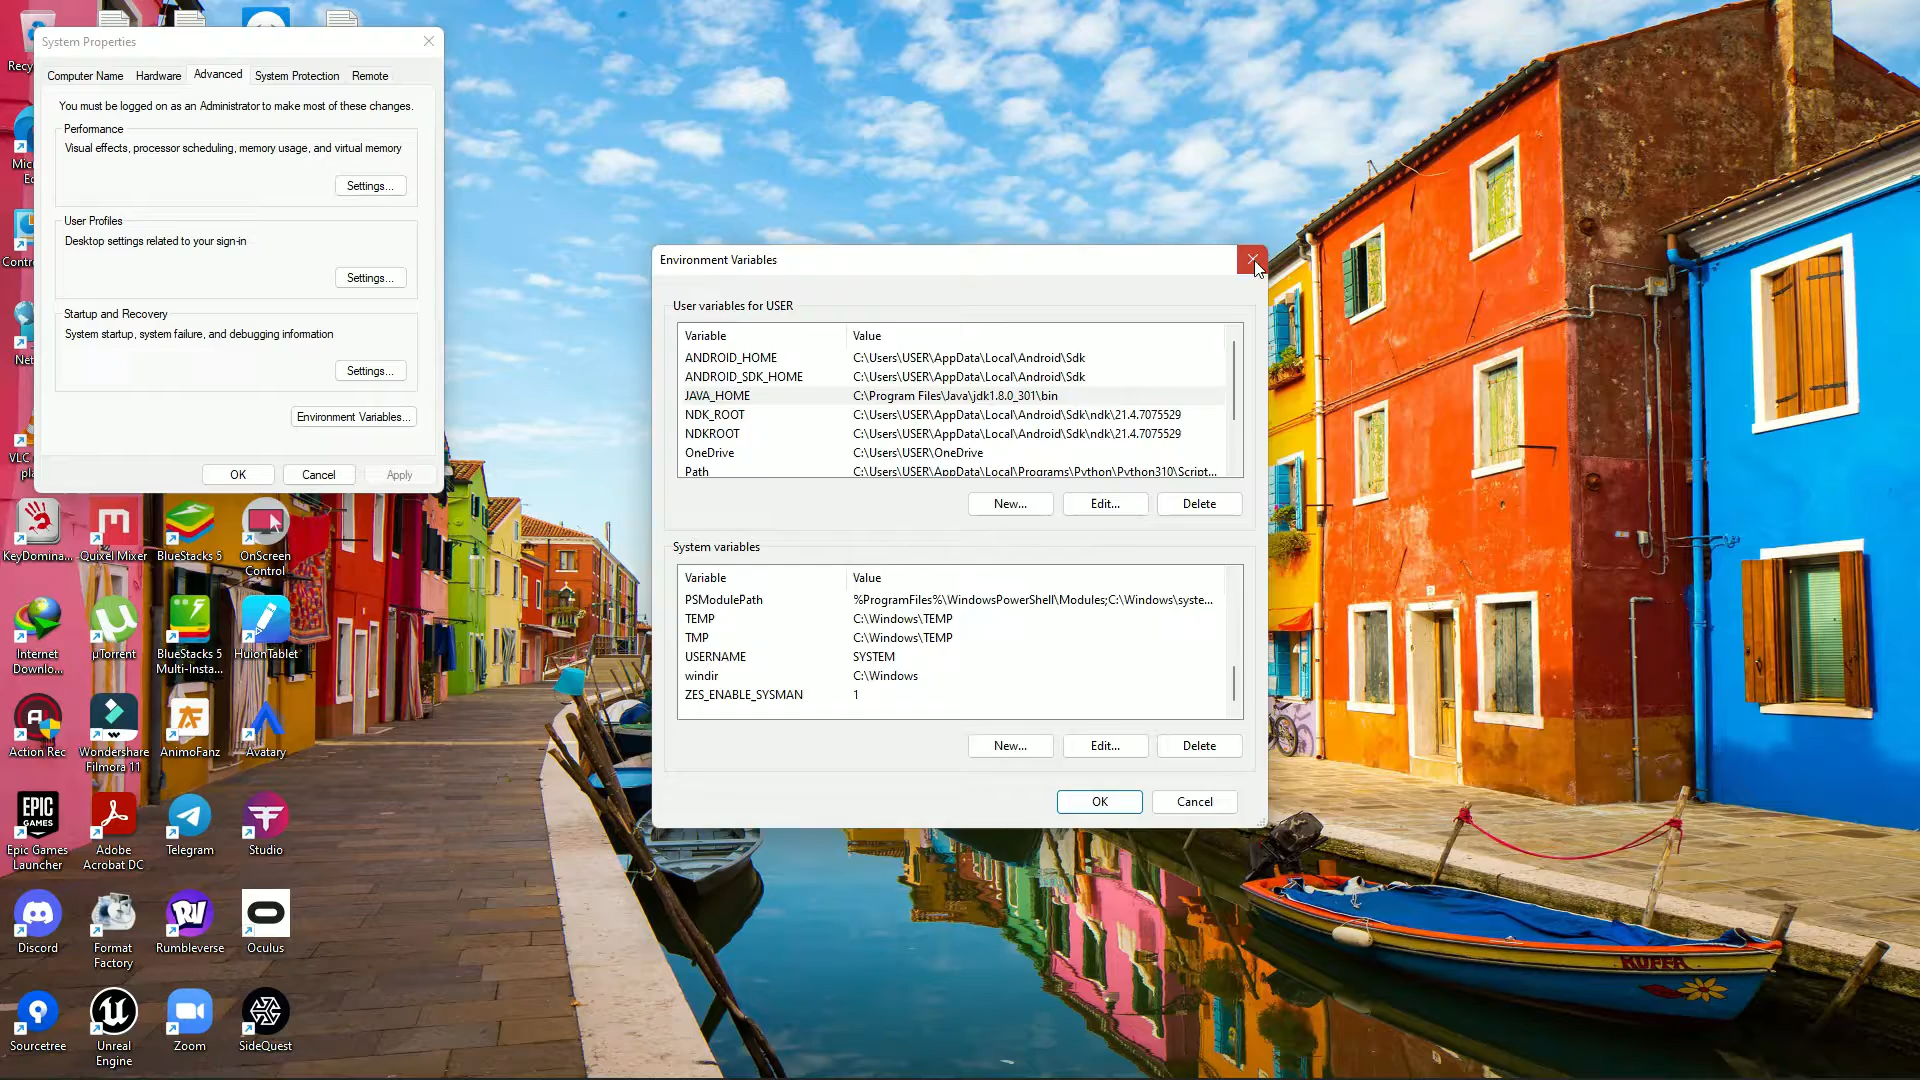 System Properties
Computer Name Hardware Advanced System Protection Remote
You must be logged on as an Administrator to make most of these changes.
Performance
Visual effects, processor scheduling, memory usage, and virtual memory
Settings...
User Profiles
Desktop settings related to your sign-in
Settings...
Startup and Recovery
System startup, system failure, and debugging information
Settings...
Environment Variables...
OK Cancel Apply
Environment Variables
User variables for USER
Variable Value
ANDROID_HOME C:\Users\USER\AppData\Local\Android\Sdk
ANDROID_SDK_HOME C:\Users\USER\AppData\Local\Android\Sdk
JAVA_HOME C:\Program Files\Java\jdk1.8.0_301\bin
NDK_ROOT C:\Users\USER\AppData\Local\Android\Sdk\ndk\21.4.7075529
NDKROOT C:\Users\USER\AppData\Local\Android\Sdk\ndk\21.4.7075529
OneDrive C:\Users\USER\OneDrive
Path C:\Users\USER\AppData\Local\Programs\Python\Python310\Script...
New... Edit... Delete
System variables
Variable Value
PSModulePath %ProgramFiles%\WindowsPowerShell\Modules;C:\Windows\syste...
TEMP C:\Windows\TEMP
TMP C:\Windows\TEMP
USERNAME SYSTEM
windir C:\Windows
ZES_ENABLE_SYSMAN 1
New... Edit... Delete
OK Cancel
KeyDomina... Quixel Mixer BlueStacks 5 OnScreen
Control
Internet
Downlo...
µTorrent
BlueStacks 5
Multi-Insta...
HuionTablet
Action Rec
Wondershare
Filmora 11
AnimoFanz
Avatary
EPIC
GAMES
Epic Games
Launcher
Adobe
Acrobat DC
Telegram
Studio
Discord
Format
Factory
Rumbleverse
Oculus
Sourcetree
Unreal
Engine
Zoom
SideQuest